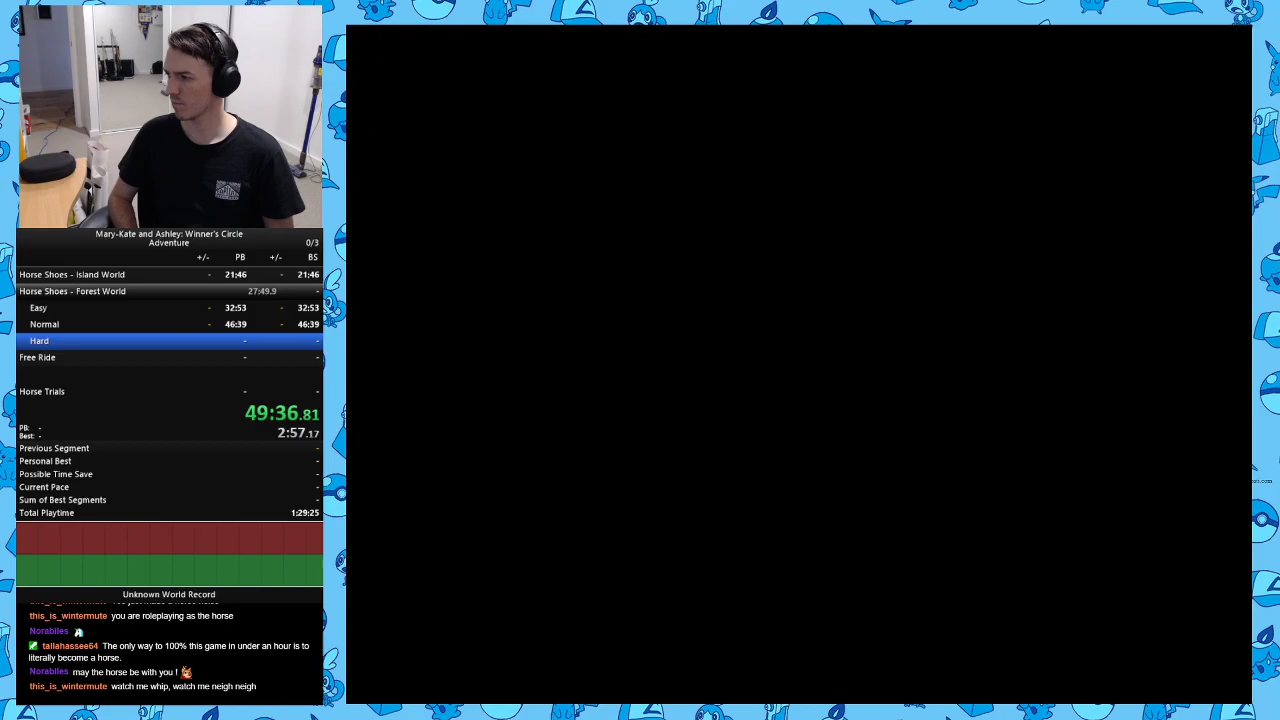 Mary-Kate and Ashley: Winner's Circle
Adventure 0/3
+/- PB +/- BS
Horse Shoes - Island World - 21:46 - 21:46
Horse Shoes - Forest World 27:49.9 -
Easy - 32:53 - 32:53
Normal - 46:39 - 46:39
Hard - -
Free Ride - -
Horse Trials - -
49:36.81
PB: -
Best: - 2:57.17
Previous Segment -
Personal Best -
Possible Time Save -
Current Pace -
Sum of Best Segments -
Total Playtime 1:29:25
Unknown World Record
this_is_wintermute you are roleplaying as the horse
Norabiles
tallahassee64 The only way to 100% this game in under an hour is to
literally become a horse.
Norabiles may the horse be with you !
this_is_wintermute watch me whip, watch me neigh neigh